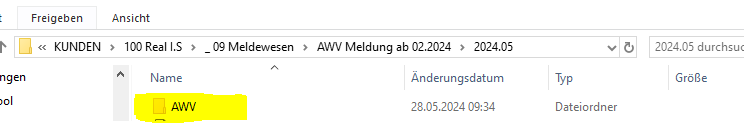 Freigeben Ansicht
« KUNDEN > 100 Real I.S > _ 09 Meldewesen > AWV Meldung ab 02.2024 > 2024.05 2024.05 durchsuc
ngen Name Änderungsdatum Typ Größe
ool AWV 28.05.2024 09:34 Dateiordner